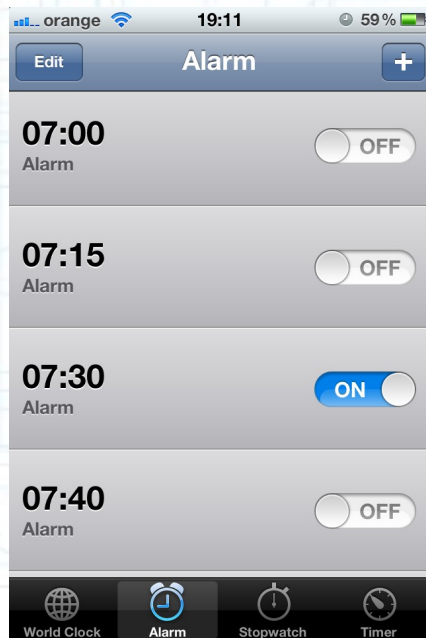 orange 19:11 59%
Edit Alarm +
07:00
Alarm OFF
07:15
Alarm OFF
07:30
Alarm ON
07:40
Alarm OFF
World Clock Alarm Stopwatch Timer